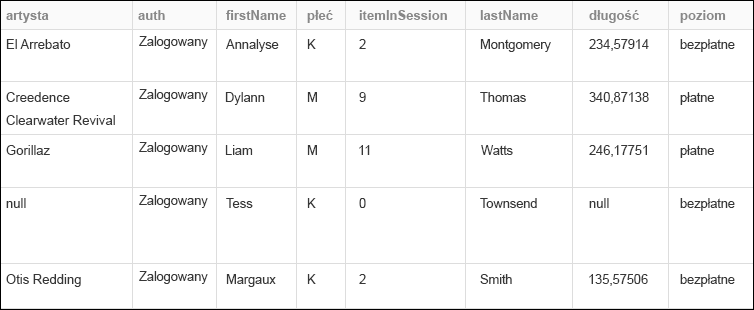 artysta auth firstName płeć itemInSession lastName długość poziom
El Arrebato Zalogowany Annalyse K 2 Montgomery 234,57914 bezpłatne
Creedence Zalogowany Dylann M 9 Thomas 340,87138 płatne
Clearwater Revival
Gorillaz Zalogowany Liam M 11 Watts 246,17751 płatne
null Zalogowany Tess K 0 Townsend null bezpłatne
Otis Redding Zalogowany Margaux K 2 Smith 135,57506 bezpłatne